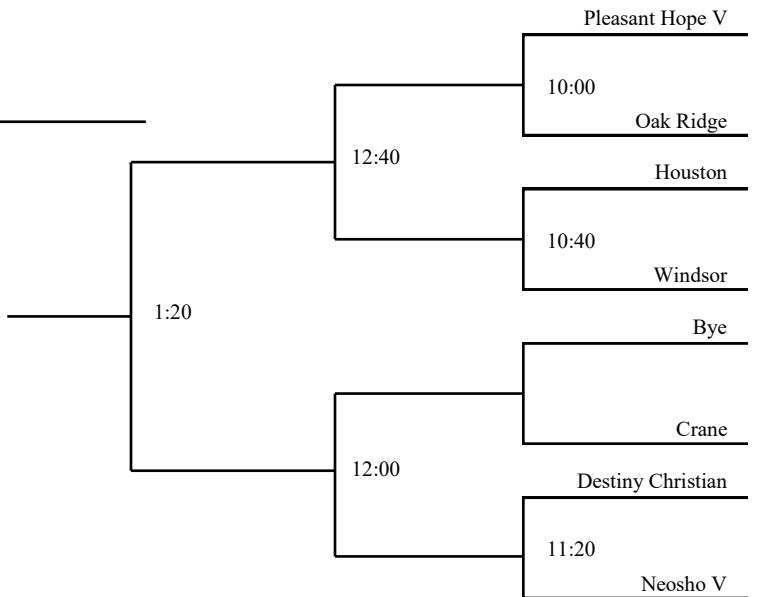 Pleasant Hope V
10:00
Oak Ridge
12:40
Houston
10:40
Windsor
1:20
Bye
Crane
12:00
Destiny Christian
11:20
Neosho V